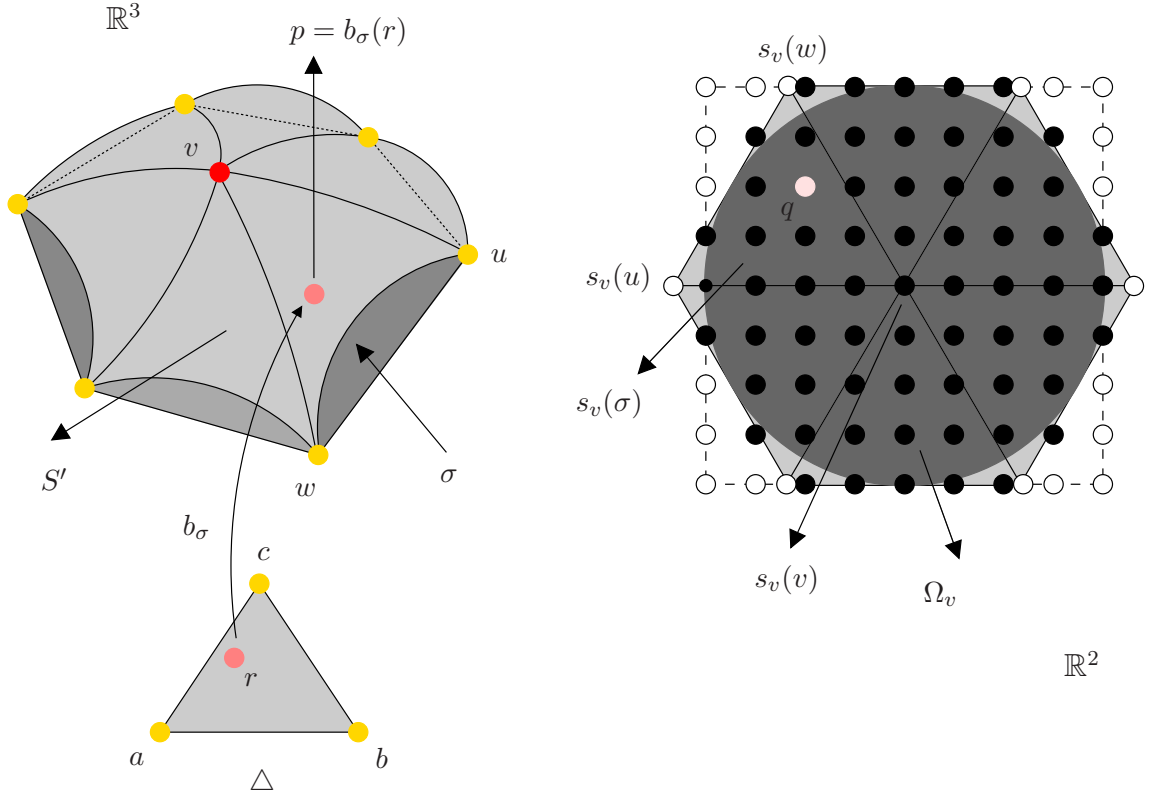 ℝ³
p = b_σ(r)
v
u
S′
w
σ
b_σ
c
r
a
b
△
s_v(w)
q
s_v(u)
s_v(σ)
s_v(v)
Ω_v
ℝ²